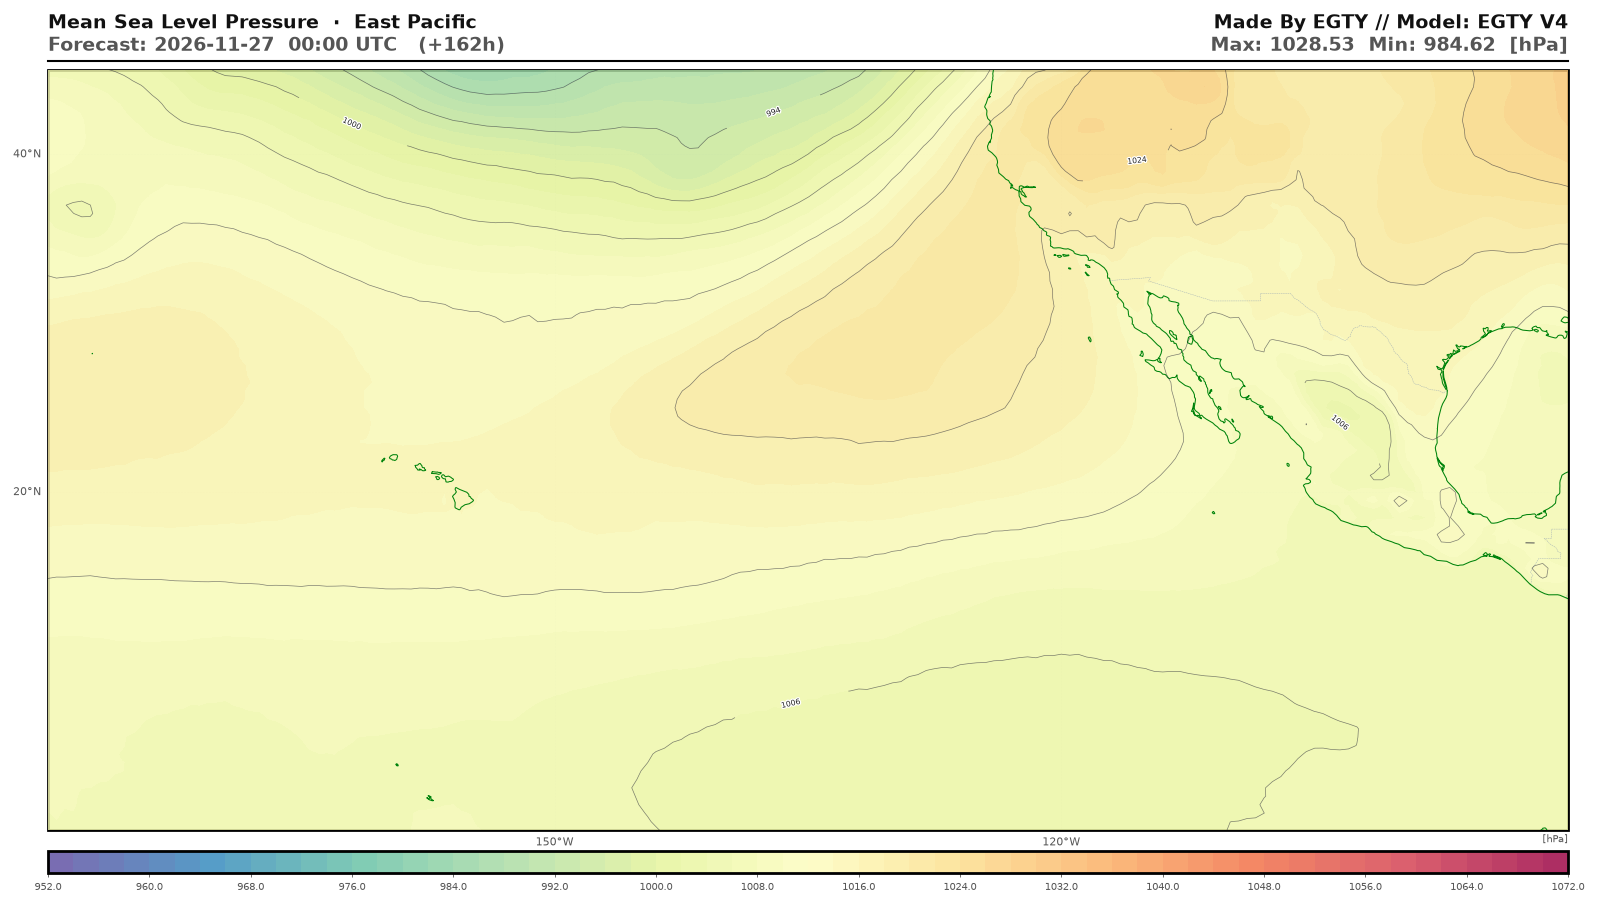 Mean Sea Level Pressure · East Pacific
Made By EGTY // Model: EGTY V4
Forecast: 2026-11-27 00:00 UTC (+162h)
Max: 1028.53 Min: 984.62 [hPa]
994
1000
40°N
1024
1006
20°N
1006
150°W
120°W
[hPa]
952.0
960.0
968.0
976.0
984.0
992.0
1000.0
1008.0
1016.0
1024.0
1032.0
1040.0
1048.0
1056.0
1064.0
1072.0